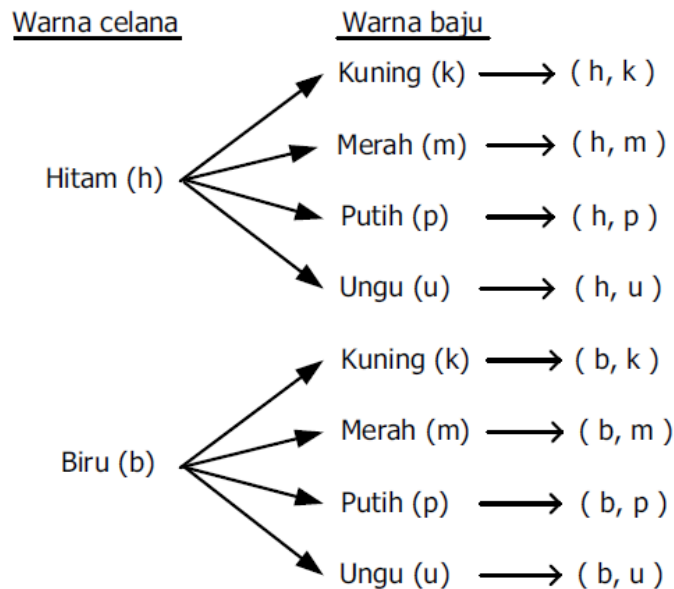 Warna celana Warna baju
Kuning (k) ( h, k )
Merah (m) ( h, m )
Hitam (h)
Putih (p) ( h, p )
Ungu (u) ( h, u )
Kuning (k) ( b, k )
Merah (m) ( b, m )
Biru (b)
Putih (p) ( b, p )
Ungu (u) ( b, u )